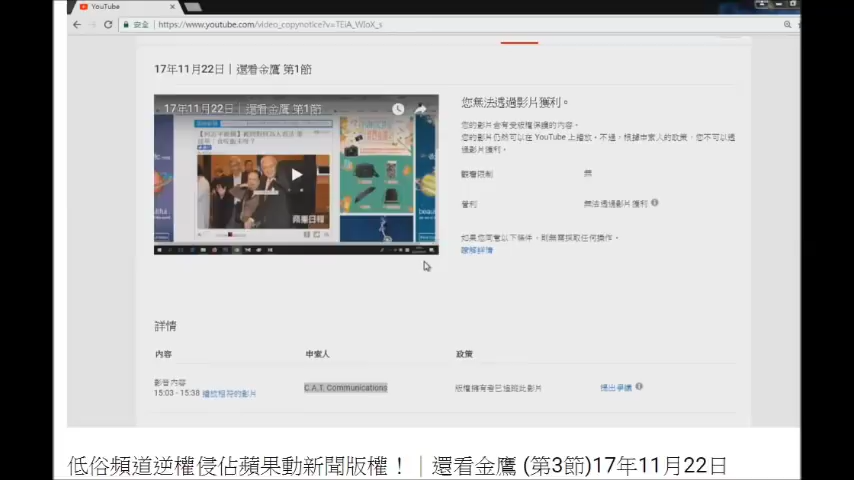 YouTube
安全 https://www.youtube.com/video_copynotice?v=TEiA_WIoX_s
17年11月22日｜還看金鷹 第1節
17年11月22日｜還看金鷹 第1節
蘋果日報
您無法透過影片獲利。
您的影片含有受版權保護的內容。
您的影片仍然可以在 YouTube 上播放。不過，根據申索人的政策，您不可以透
過影片獲利。
觀看限制 無
營利 無法透過影片獲利
如果您同意以下條件，則無需採取任何操作。
瞭解詳情
詳情
內容 申索人 政策
影音內容
15:03 - 15:38 播放相符的影片
C.A.T. Communications
版權擁有者已追蹤此影片
提出爭議
低俗頻道逆權侵佔蘋果動新聞版權！｜還看金鷹 (第3節)17年11月22日